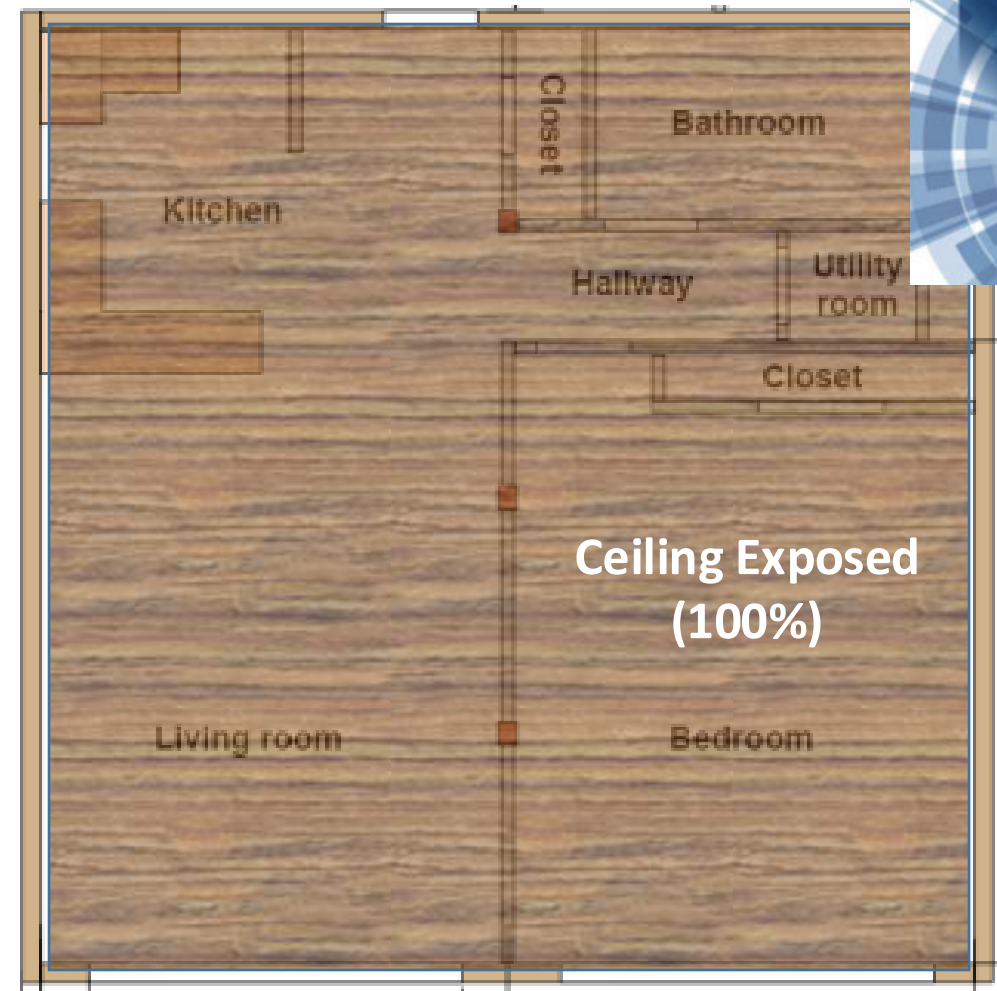 Closet
Bathroom
Kitchen
Hallway
Utility
room
Closet
Ceiling Exposed
(100%)
Living room
Bedroom